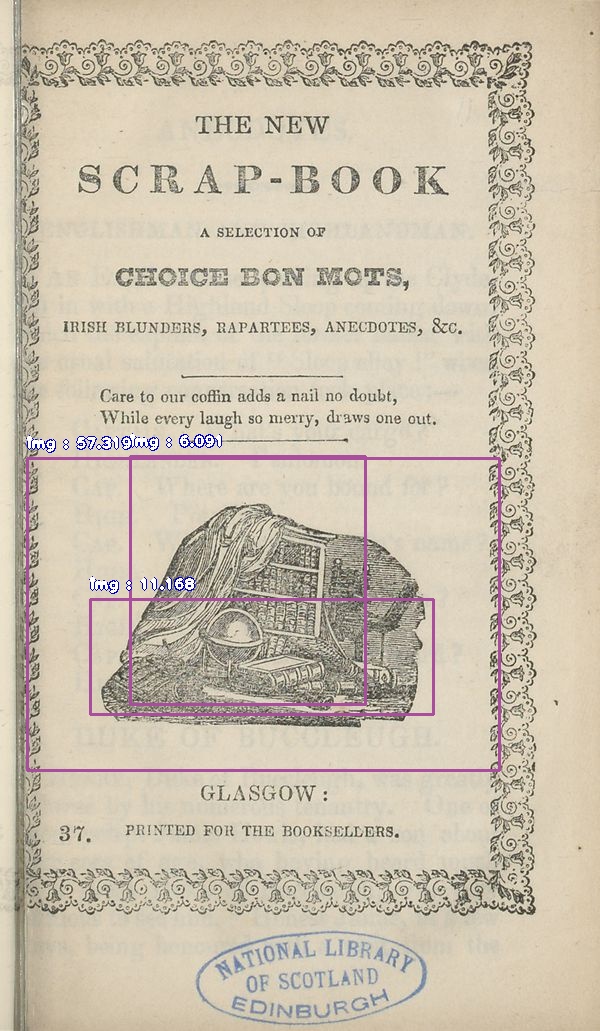 THE NEW
SCRAP-BOOK
A SELECTION OF
CHOICE BON MOTS,
IRISH BLUNDERS, RAPARTEES, ANECDOTES, &c.
Care to our coffin adds a nail no doubt,
While every laugh so merry, draws one out.
Img : 57.319
Img : 6.091
Img : 11.168
GLASGOW:
37. PRINTED FOR THE BOOKSELLERS.
NATIONAL LIBRARY
OF SCOTLAND
EDINBURGH